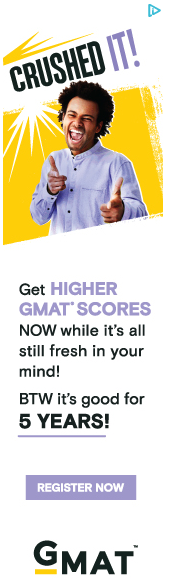 CRUSHED IT!
Get HIGHER
GMAT* SCORES
NOW while it's all
still fresh in your
mind!
BTW it's good for
5 YEARS!
REGISTER NOW
GMAT™